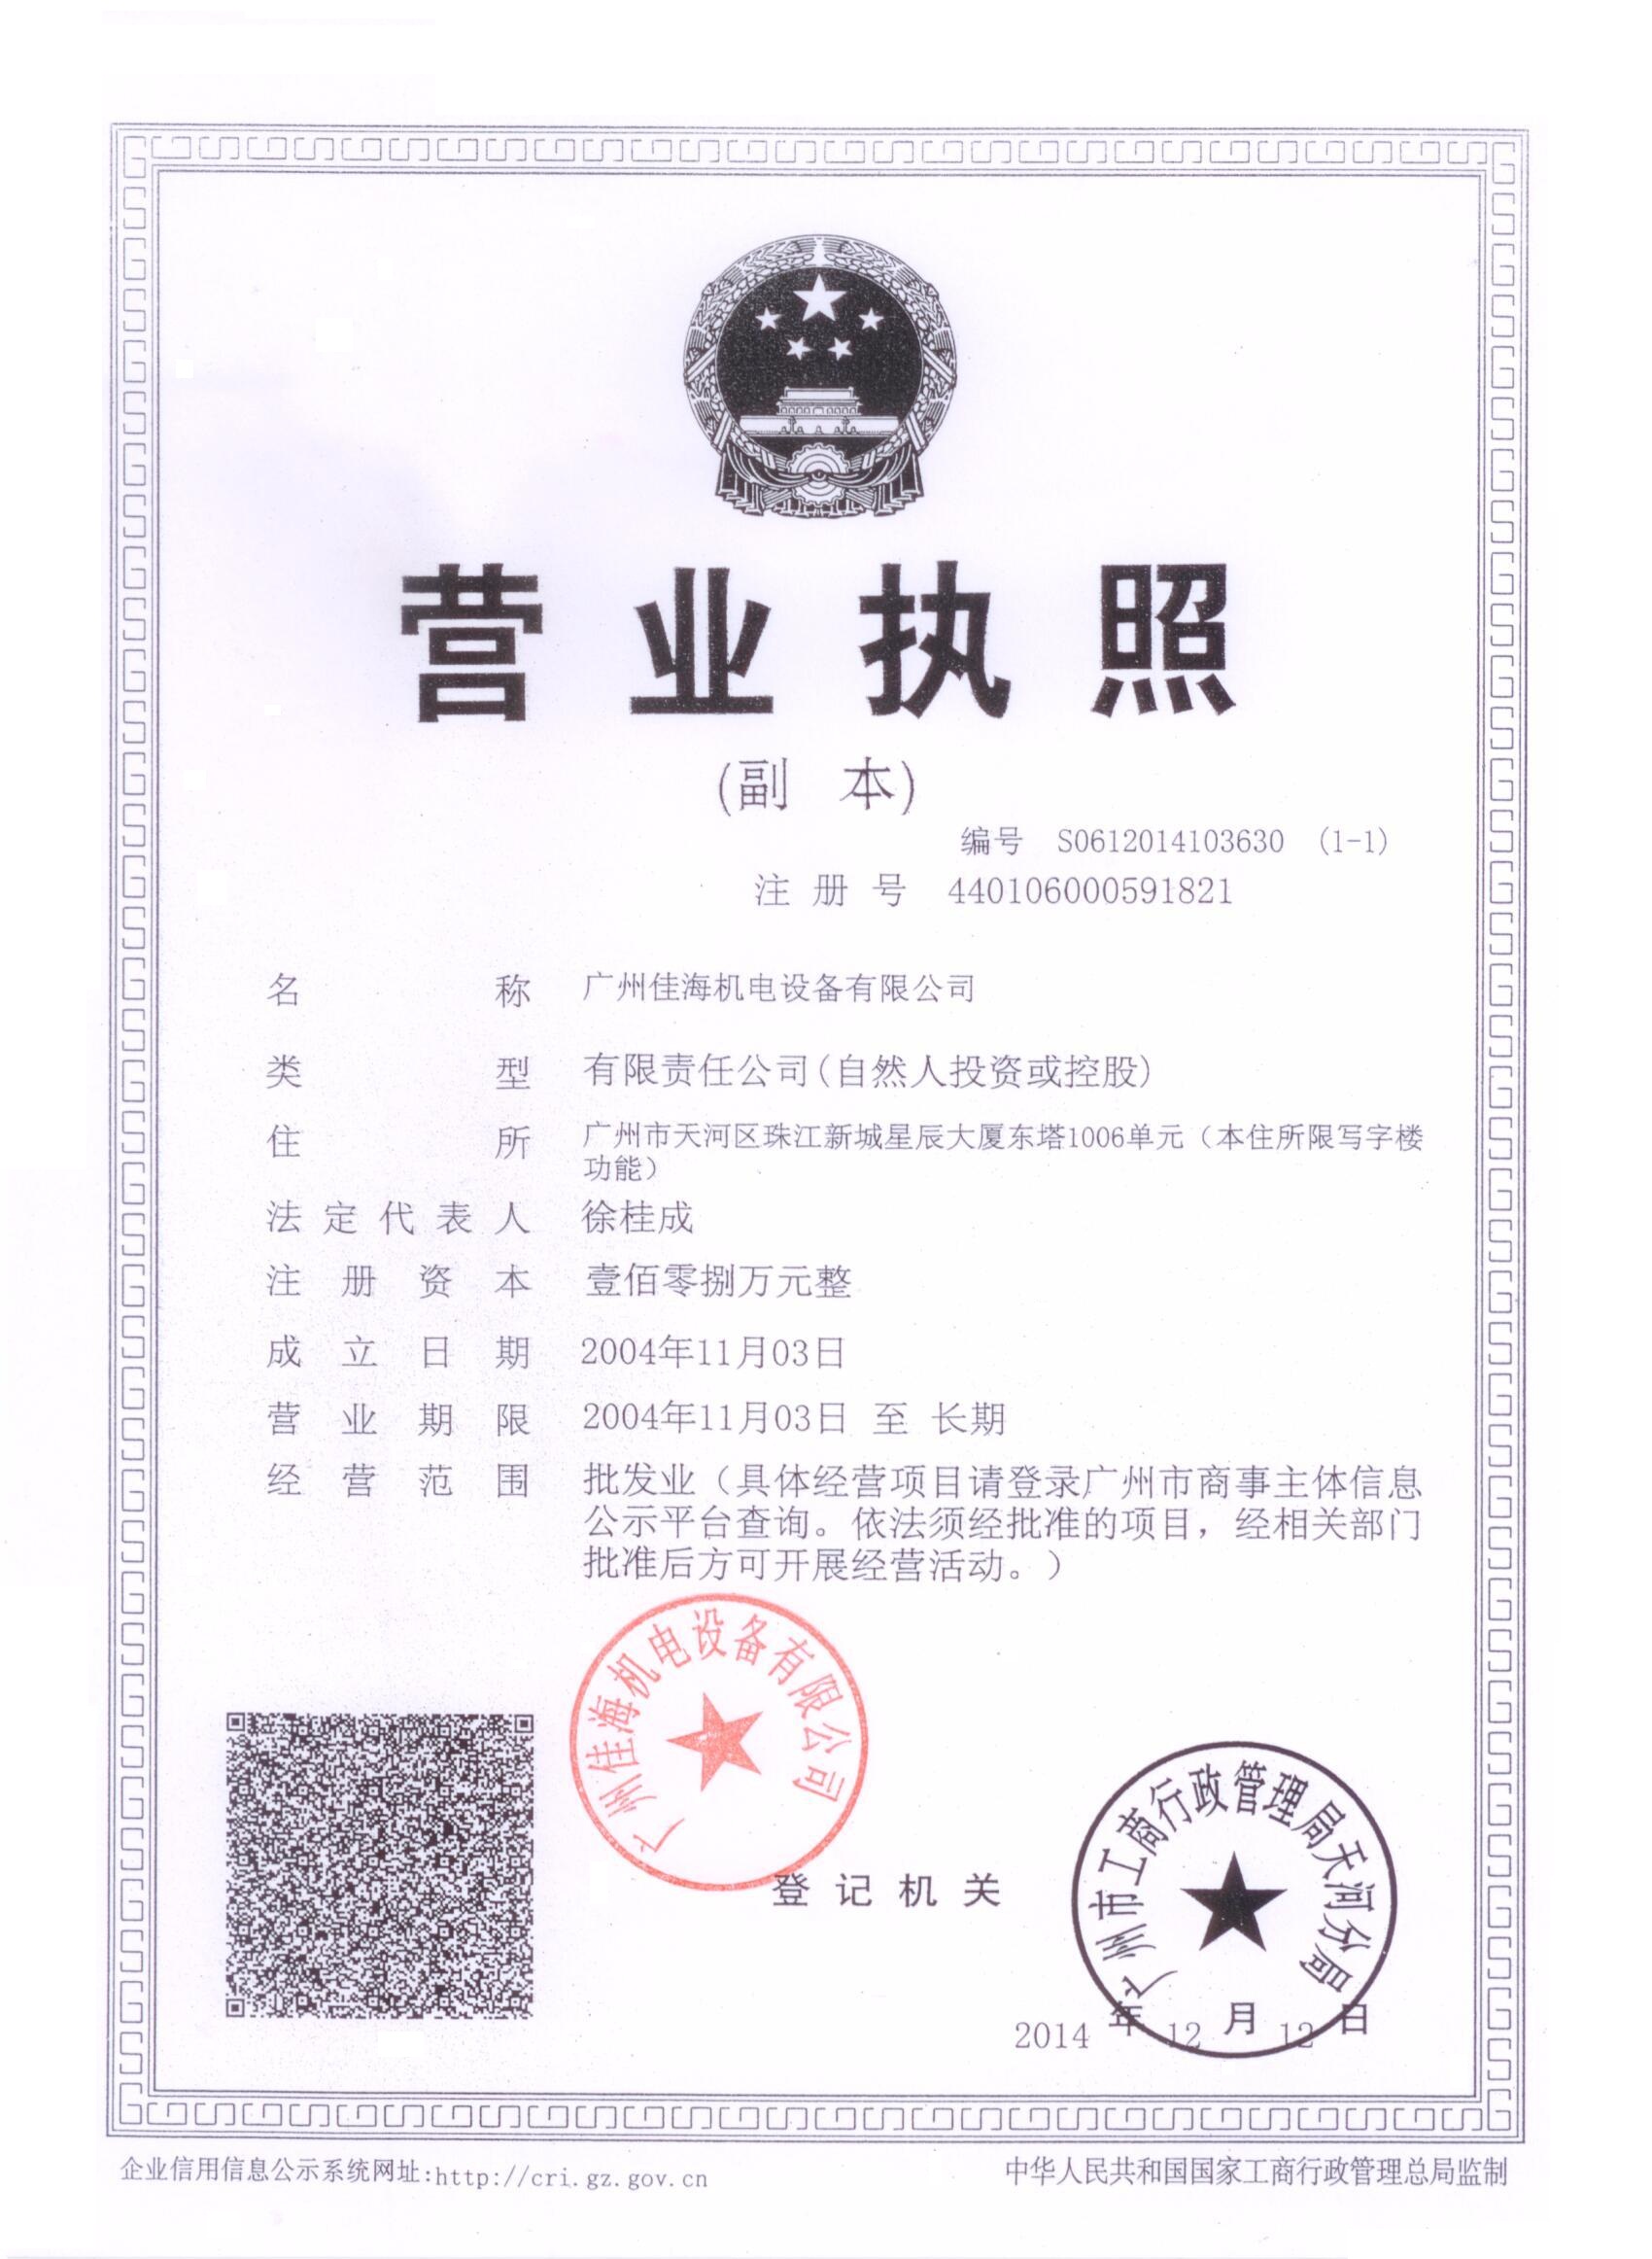 营业执照
(副 本)
编号 S0612014103630 (1-1)
注册号 440106000591821
名称 广州佳海机电设备有限公司
类型 有限责任公司(自然人投资或控股)
住所 广州市天河区珠江新城星辰大厦东塔1006单元（本住所限写字楼
功能）
法定代表人 徐桂成
注册资本 壹佰零捌万元整
成立日期 2004年11月03日
营业期限 2004年11月03日 至 长期
经营范围 批发业（具体经营项目请登录广州市商事主体信息
公示平台查询。依法须经批准的项目，经相关部门
批准后方可开展经营活动。）
广州佳海机电设备有限公司
登记机关
广州市工商行政管理局天河分局
2014 年 12 月 12 日
企业信用信息公示系统网址:http://cri.gz.gov.cn
中华人民共和国国家工商行政管理总局监制